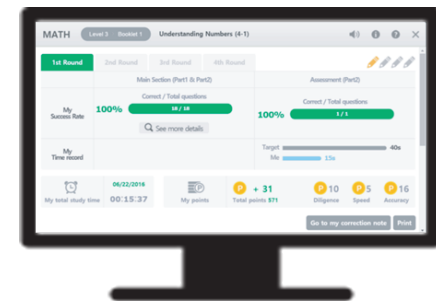 MATH Level 3 Booklet 1 Understanding Numbers (4-1)
1st Round 2nd Round 3rd Round 4th Round
Main Section (Part1 & Part2) Assessment (Part3)
My Success Rate
Correct / Total questions
100% 18 / 18
See more details
Correct / Total questions
100% 1 / 1
My Time record
Target 40s
Me 15s
My total study time
06/22/2016
00:15:37
My points
+ 31
Total points 571
P 10
Diligence
P 5
Speed
P 16
Accuracy
Go to my correction note Print